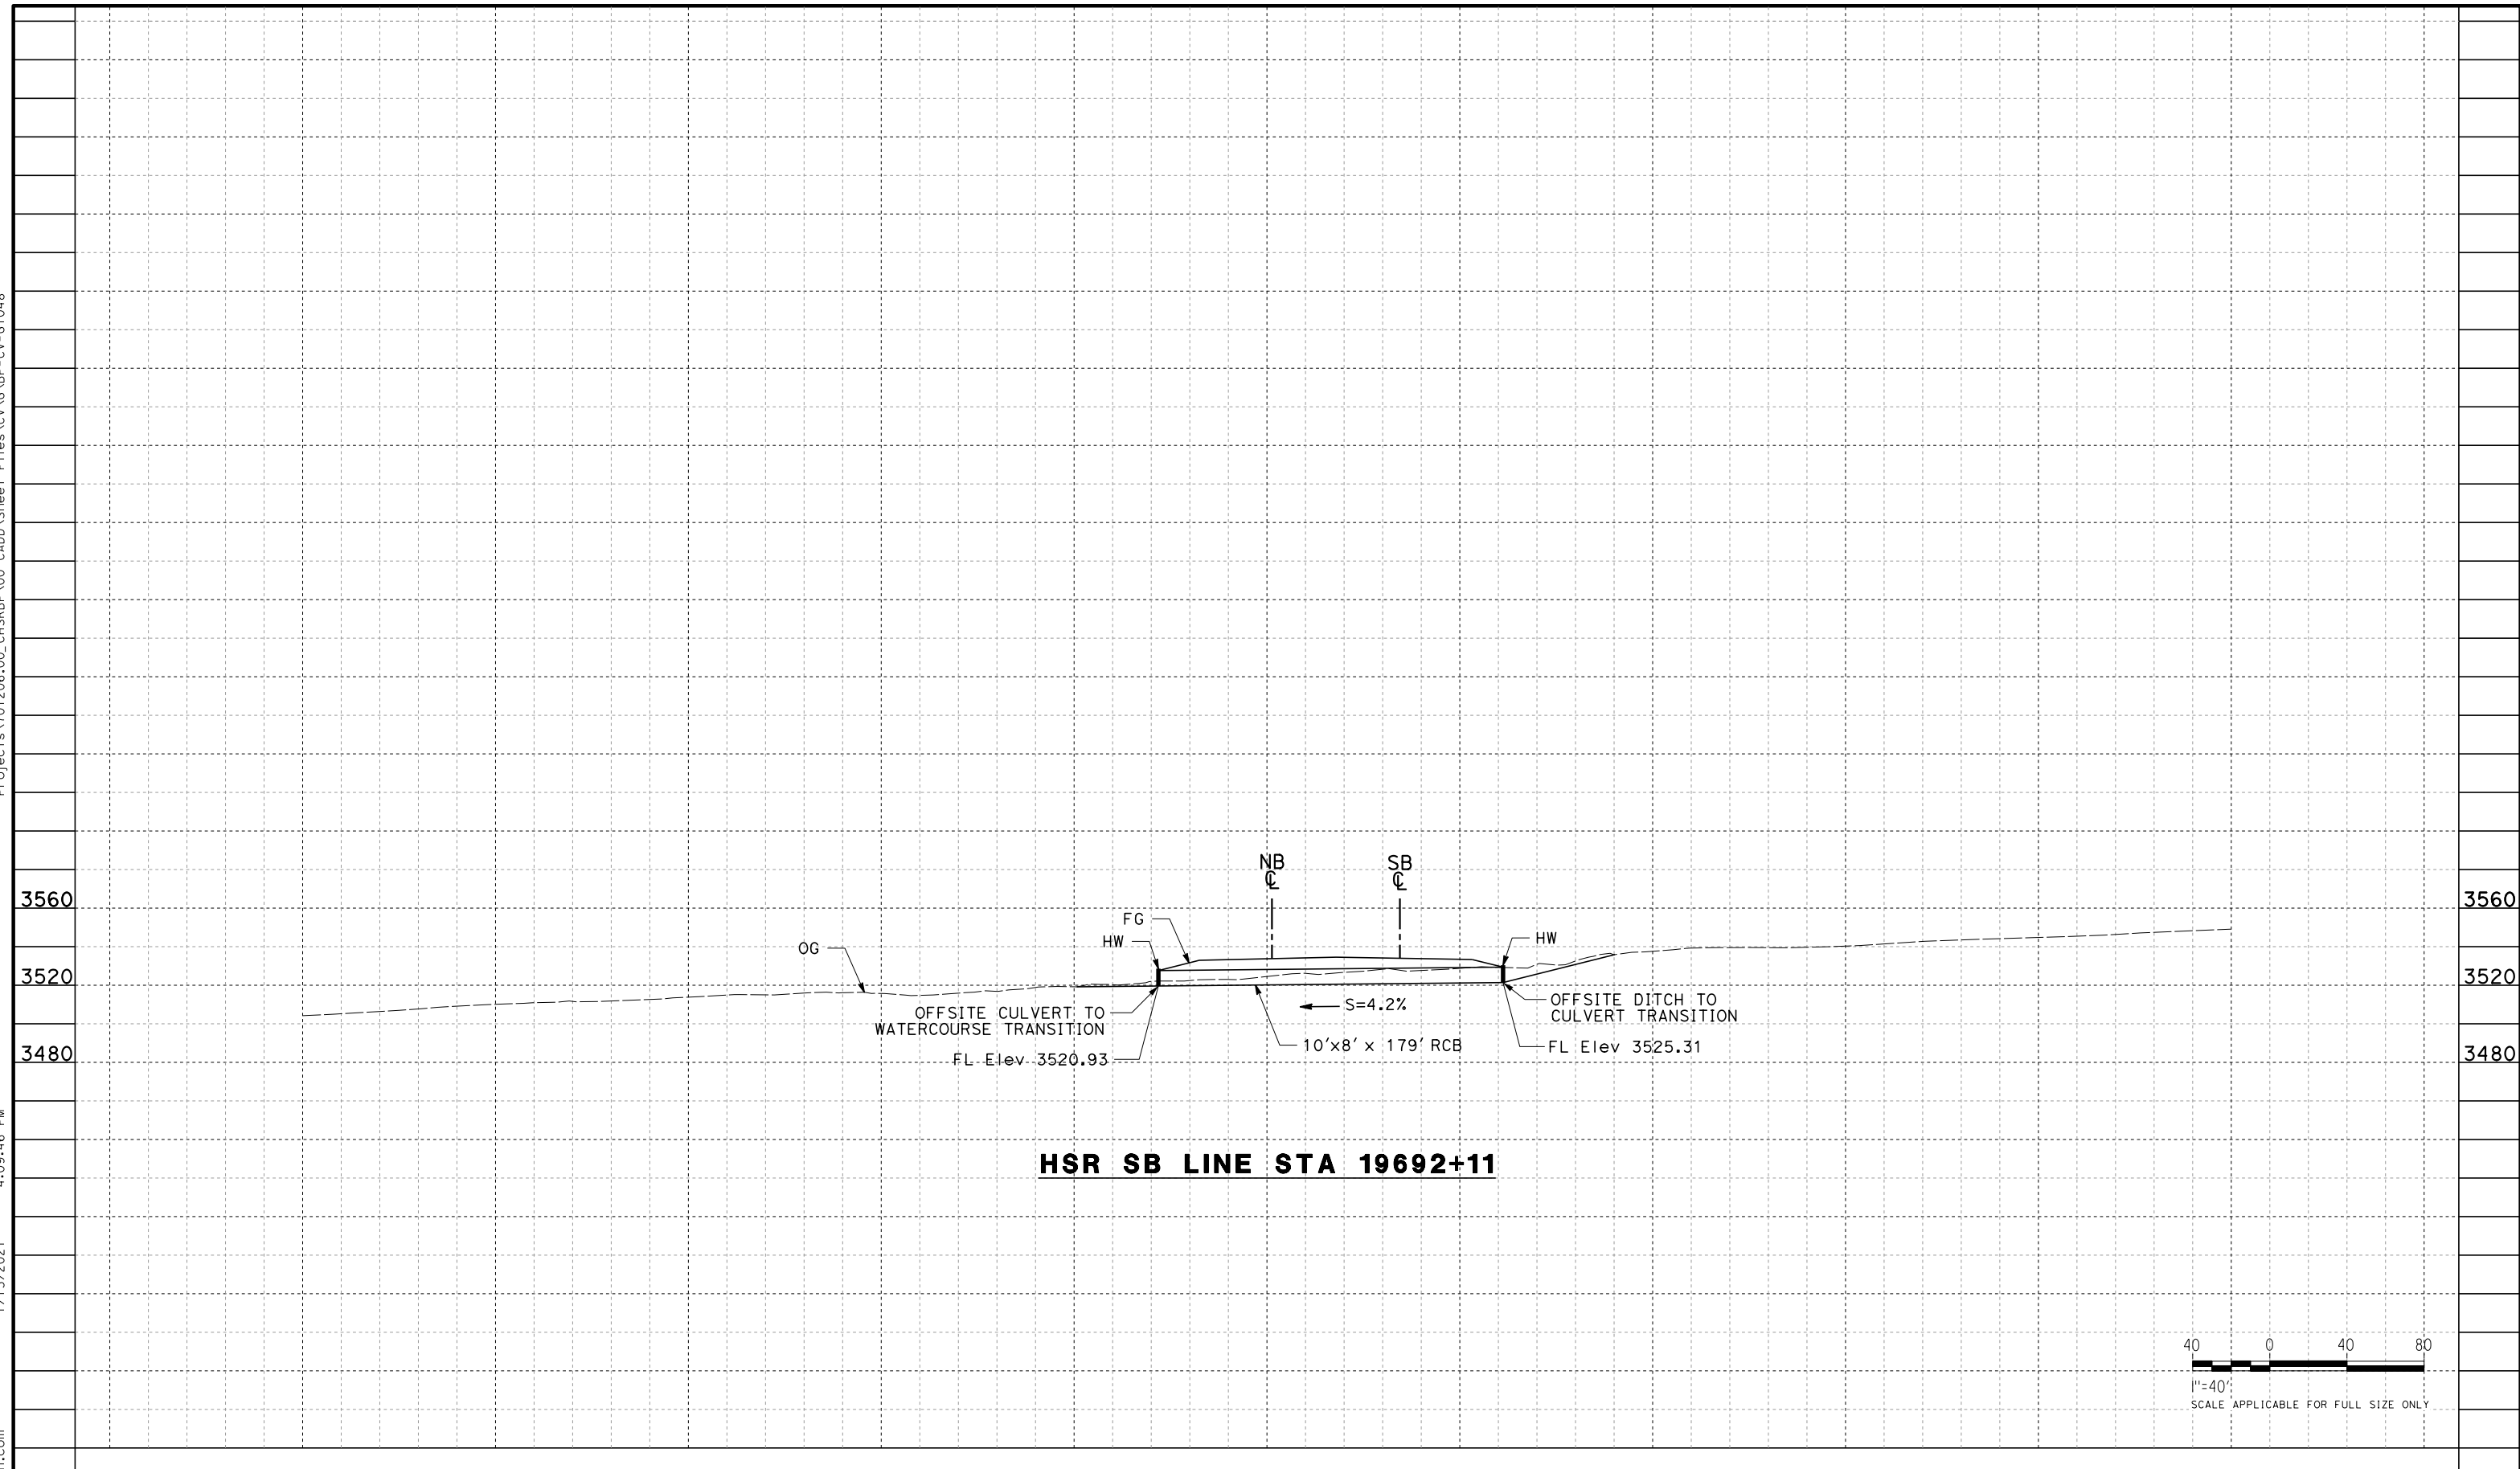 NB
℄
SB
℄
3560
3560
FG
HW
HW
OG
3520
3520
OFFSITE CULVERT TO
WATERCOURSE TRANSITION
S=4.2%
OFFSITE DITCH TO
CULVERT TRANSITION
FL Elev 3520.93
10'x8' x 179' RCB
FL Elev 3525.31
3480
3480
HSR SB LINE STA 19692+11
40 0 40 80
1"=40'
SCALE APPLICABLE FOR FULL SIZE ONLY